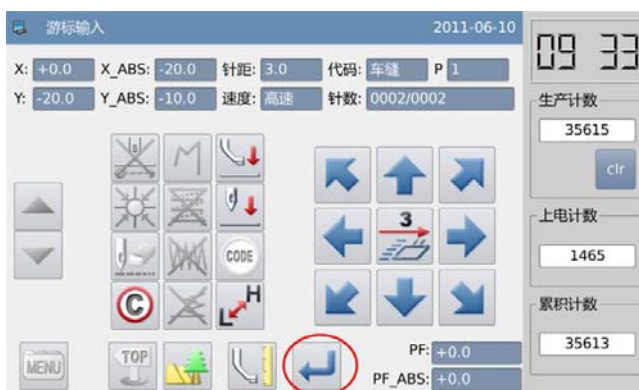 游标输入 2011-06-10
09 33
X: +0.0 X_ABS: -20.0 针距: 3.0 代码: 车缝 P 1
Y: -20.0 Y_ABS: -10.0 速度: 高速 针数: 0002/0002
生产计数
35615
clr
上电计数
1465
累积计数
35613
3
CODE
C
L H
MENU
TOP
PF: +0.0
PF_ABS: +0.0